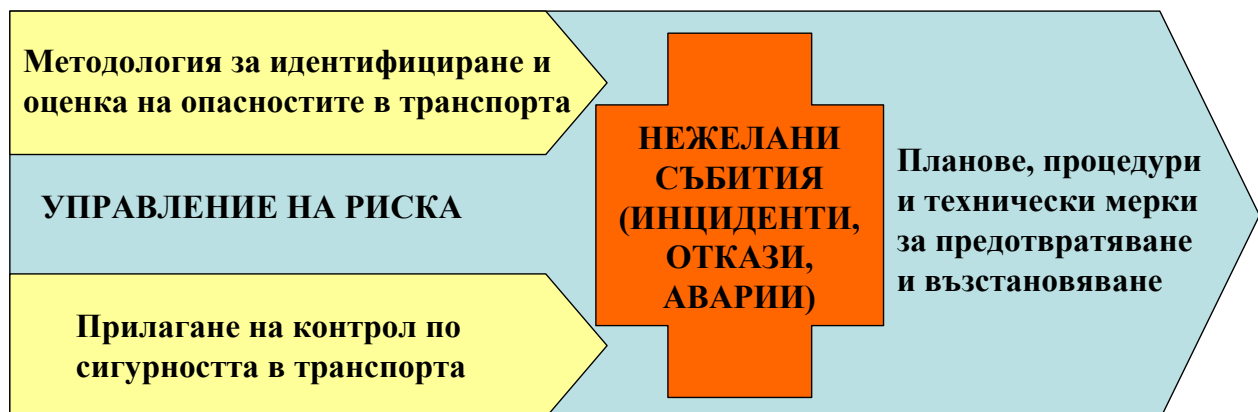 Методология за идентифициране и
оценка на опасностите в транспорта
УПРАВЛЕНИЕ НА РИСКА
Прилагане на контрол по
сигурността в транспорта
НЕЖЕЛАНИ
СЪБИТИЯ
(ИНЦИДЕНТИ,
ОТКАЗИ,
АВАРИИ)
Планове, процедури
и технически мерки
за предотвратяване
и възстановяване